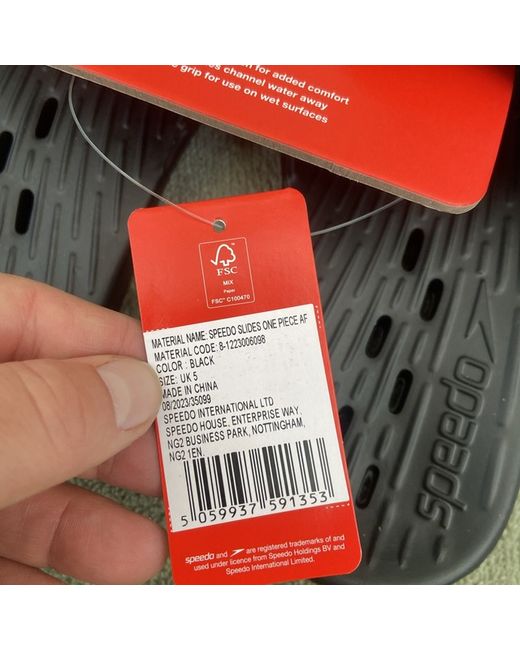 for added comfort
channel water away
grip for use on wet surfaces
FSC
MIX
Paper
FSC™ C100470
MATERIAL NAME: SPEEDO SLIDES ONE PIECE AF
MATERIAL CODE: 8-1223006098
COLOR : BLACK
SIZE: UK 5
MADE IN CHINA
08/2023/35099
SPEEDO INTERNATIONAL LTD
SPEEDO HOUSE, ENTERPRISE WAY,
NG2 BUSINESS PARK, NOTTINGHAM,
NG2 1EN.
5 059937 591353
speedo and are registered trademarks of and
used under licence from Speedo Holdings BV and
Speedo International Limited.
speedo